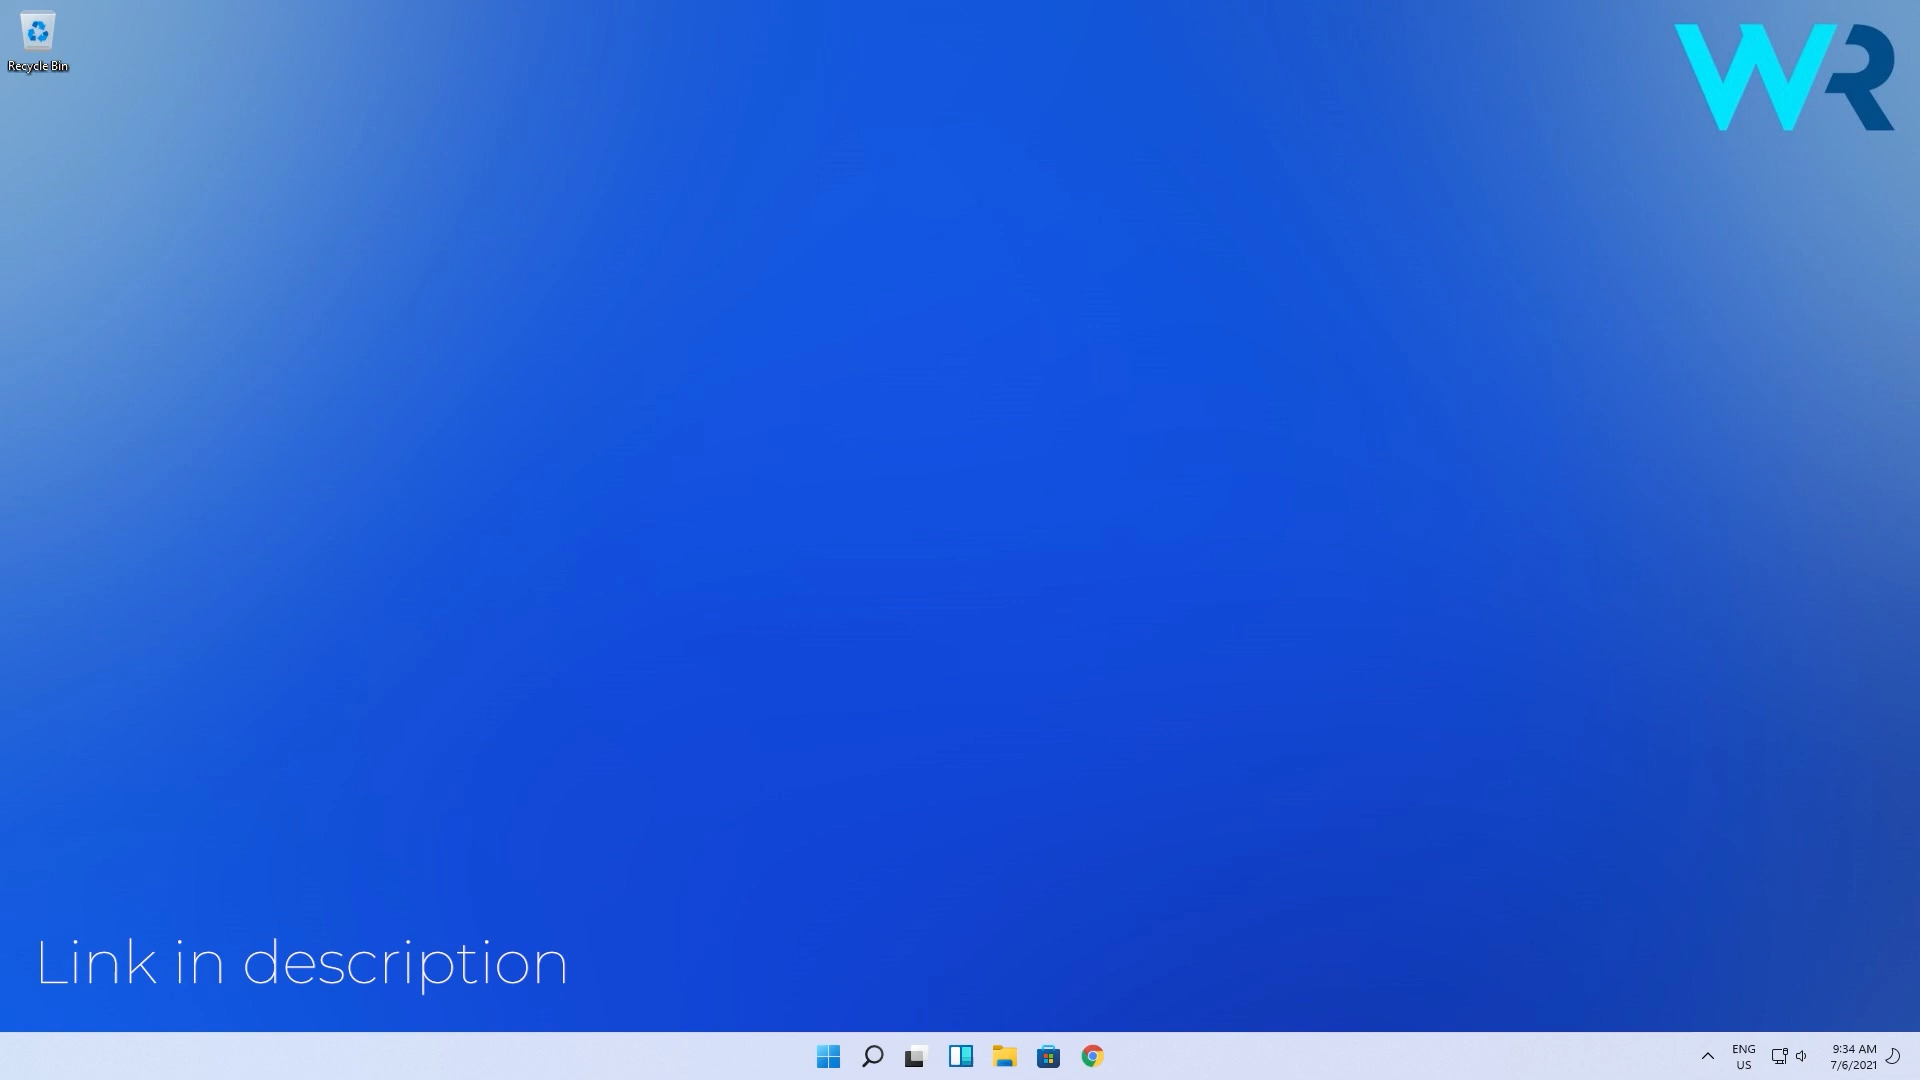 Recycle Bin
WR
Link in description
ENG
US
9:34 AM
7/6/2021